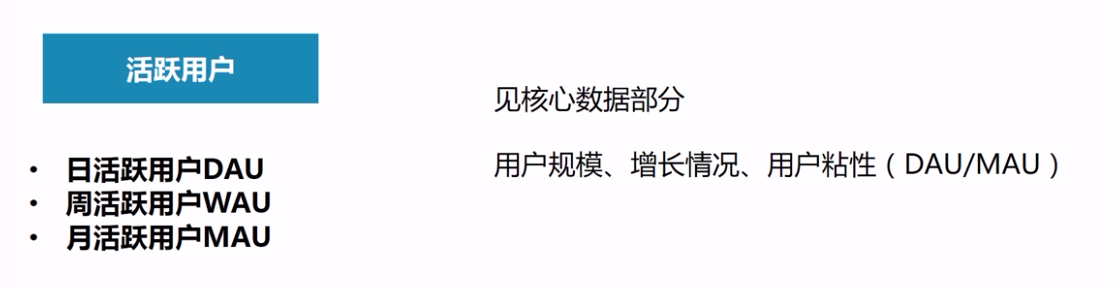 活跃用户
• 日活跃用户DAU
• 周活跃用户WAU
• 月活跃用户MAU
见核心数据部分
用户规模、增长情况、用户粘性（DAU/MAU）